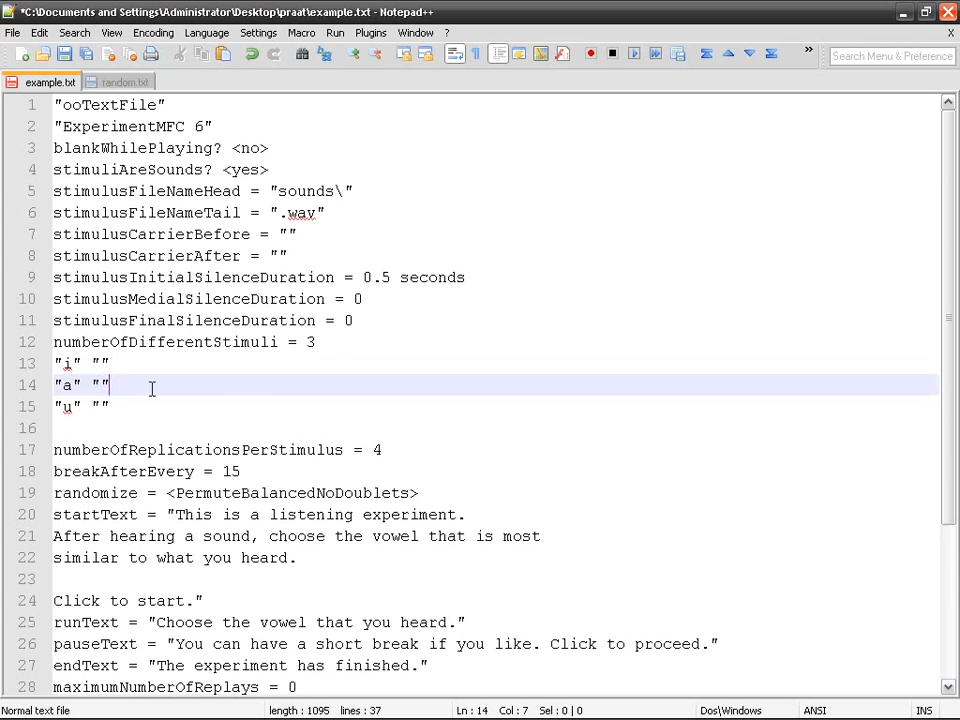 *C:\Documents and Settings\Administrator\Desktop\praat\example.txt - Notepad++
File Edit Search View Encoding Language Settings Macro Run Plugins Window ? X
Search Menu & Preference
example.txt random.txt
1 "ooTextFile"
2 "ExperimentMFC 6"
3 blankWhilePlaying? <no>
4 stimuliAreSounds? <yes>
5 stimulusFileNameHead = "sounds\"
6 stimulusFileNameTail = ".wav"
7 stimulusCarrierBefore = ""
8 stimulusCarrierAfter = ""
9 stimulusInitialSilenceDuration = 0.5 seconds
10 stimulusMedialSilenceDuration = 0
11 stimulusFinalSilenceDuration = 0
12 numberOfDifferentStimuli = 3
13 "i" ""
14 "a" ""
15 "u" ""
16
17 numberOfReplicationsPerStimulus = 4
18 breakAfterEvery = 15
19 randomize = <PermuteBalancedNoDoublets>
20 startText = "This is a listening experiment.
21 After hearing a sound, choose the vowel that is most
22 similar to what you heard.
23
24 Click to start."
25 runText = "Choose the vowel that you heard."
26 pauseText = "You can have a short break if you like. Click to proceed."
27 endText = "The experiment has finished."
28 maximumNumberOfReplays = 0
Normal text file length : 1095 lines : 37 Ln : 14 Col : 7 Sel : 0 | 0 Dos\Windows ANSI INS